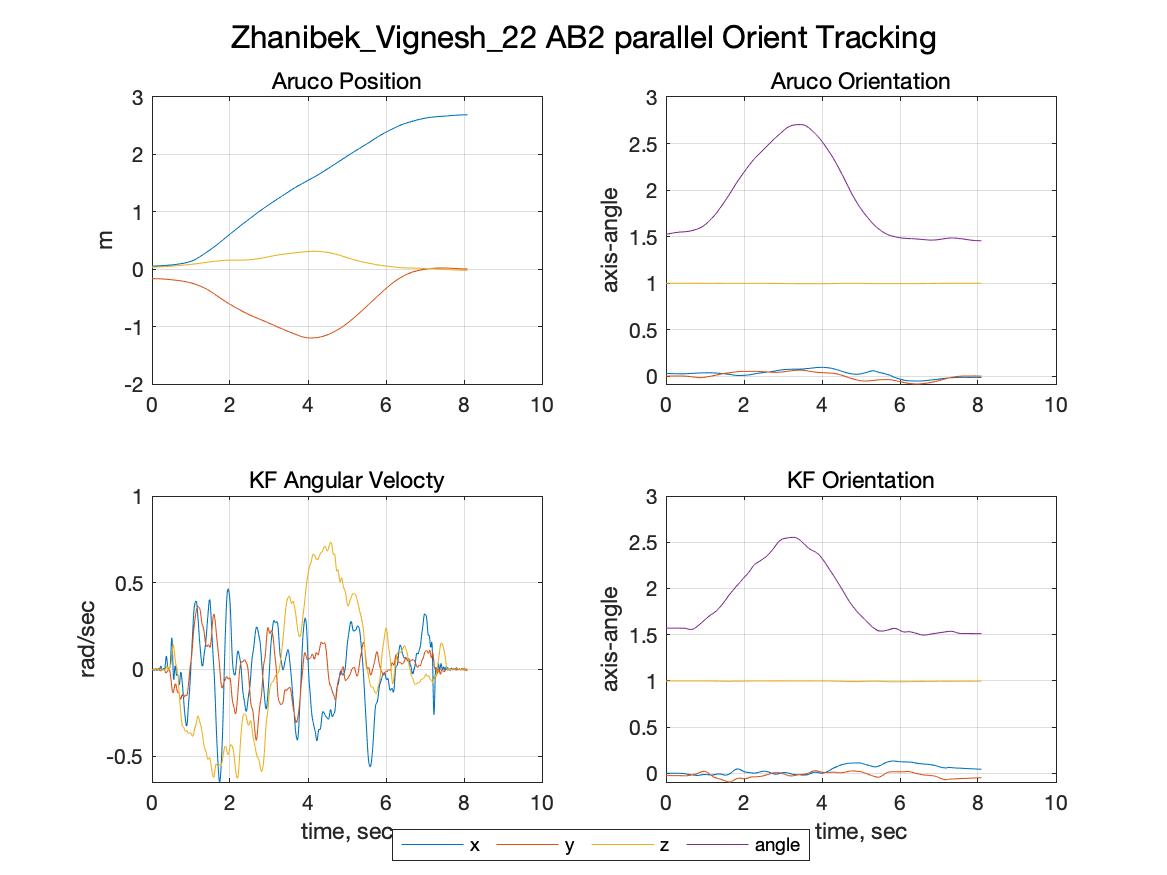 Zhanibek_Vignesh_22 AB2 parallel Orient Tracking
Aruco Position
3
2
1
0
-1
-2
m
0 2 4 6 8 10
Aruco Orientation
3
2.5
2
1.5
1
0.5
0
axis-angle
0 2 4 6 8 10
KF Angular Velocty
1
0.5
0
-0.5
rad/sec
0 2 4 6 8 10
time, sec
KF Orientation
3
2.5
2
1.5
1
0.5
0
axis-angle
0 2 4 6 8 10
time, sec
x y z angle